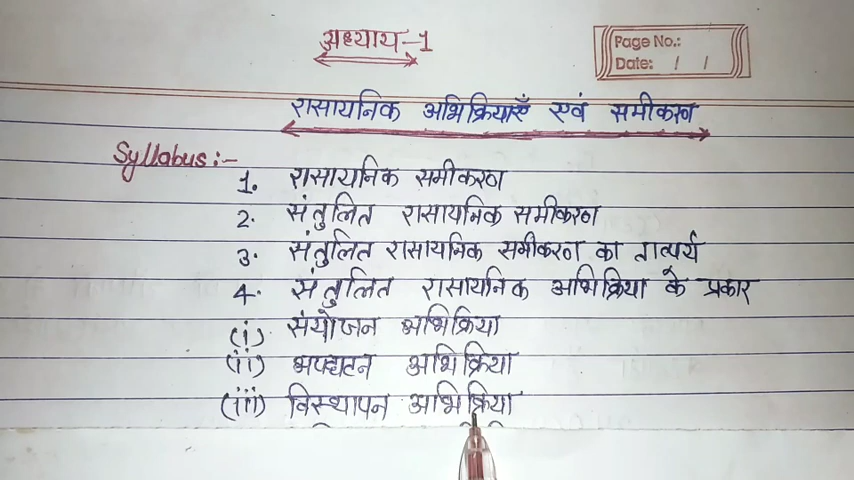 अध्याय-1
Page No.:
Date: / /
रासायनिक अभिक्रियाएँ एवं समीकरण
Syllabus:-
1. रासायनिक समीकरण
2. संतुलित रासायनिक समीकरण
3. संतुलित रासायनिक समीकरण का तात्पर्य
4. संतुलित रासायनिक अभिक्रिया के प्रकार
(i) संयोजन अभिक्रिया
(ii) अपघटन अभिक्रिया
(iii) विस्थापन अभिक्रिया